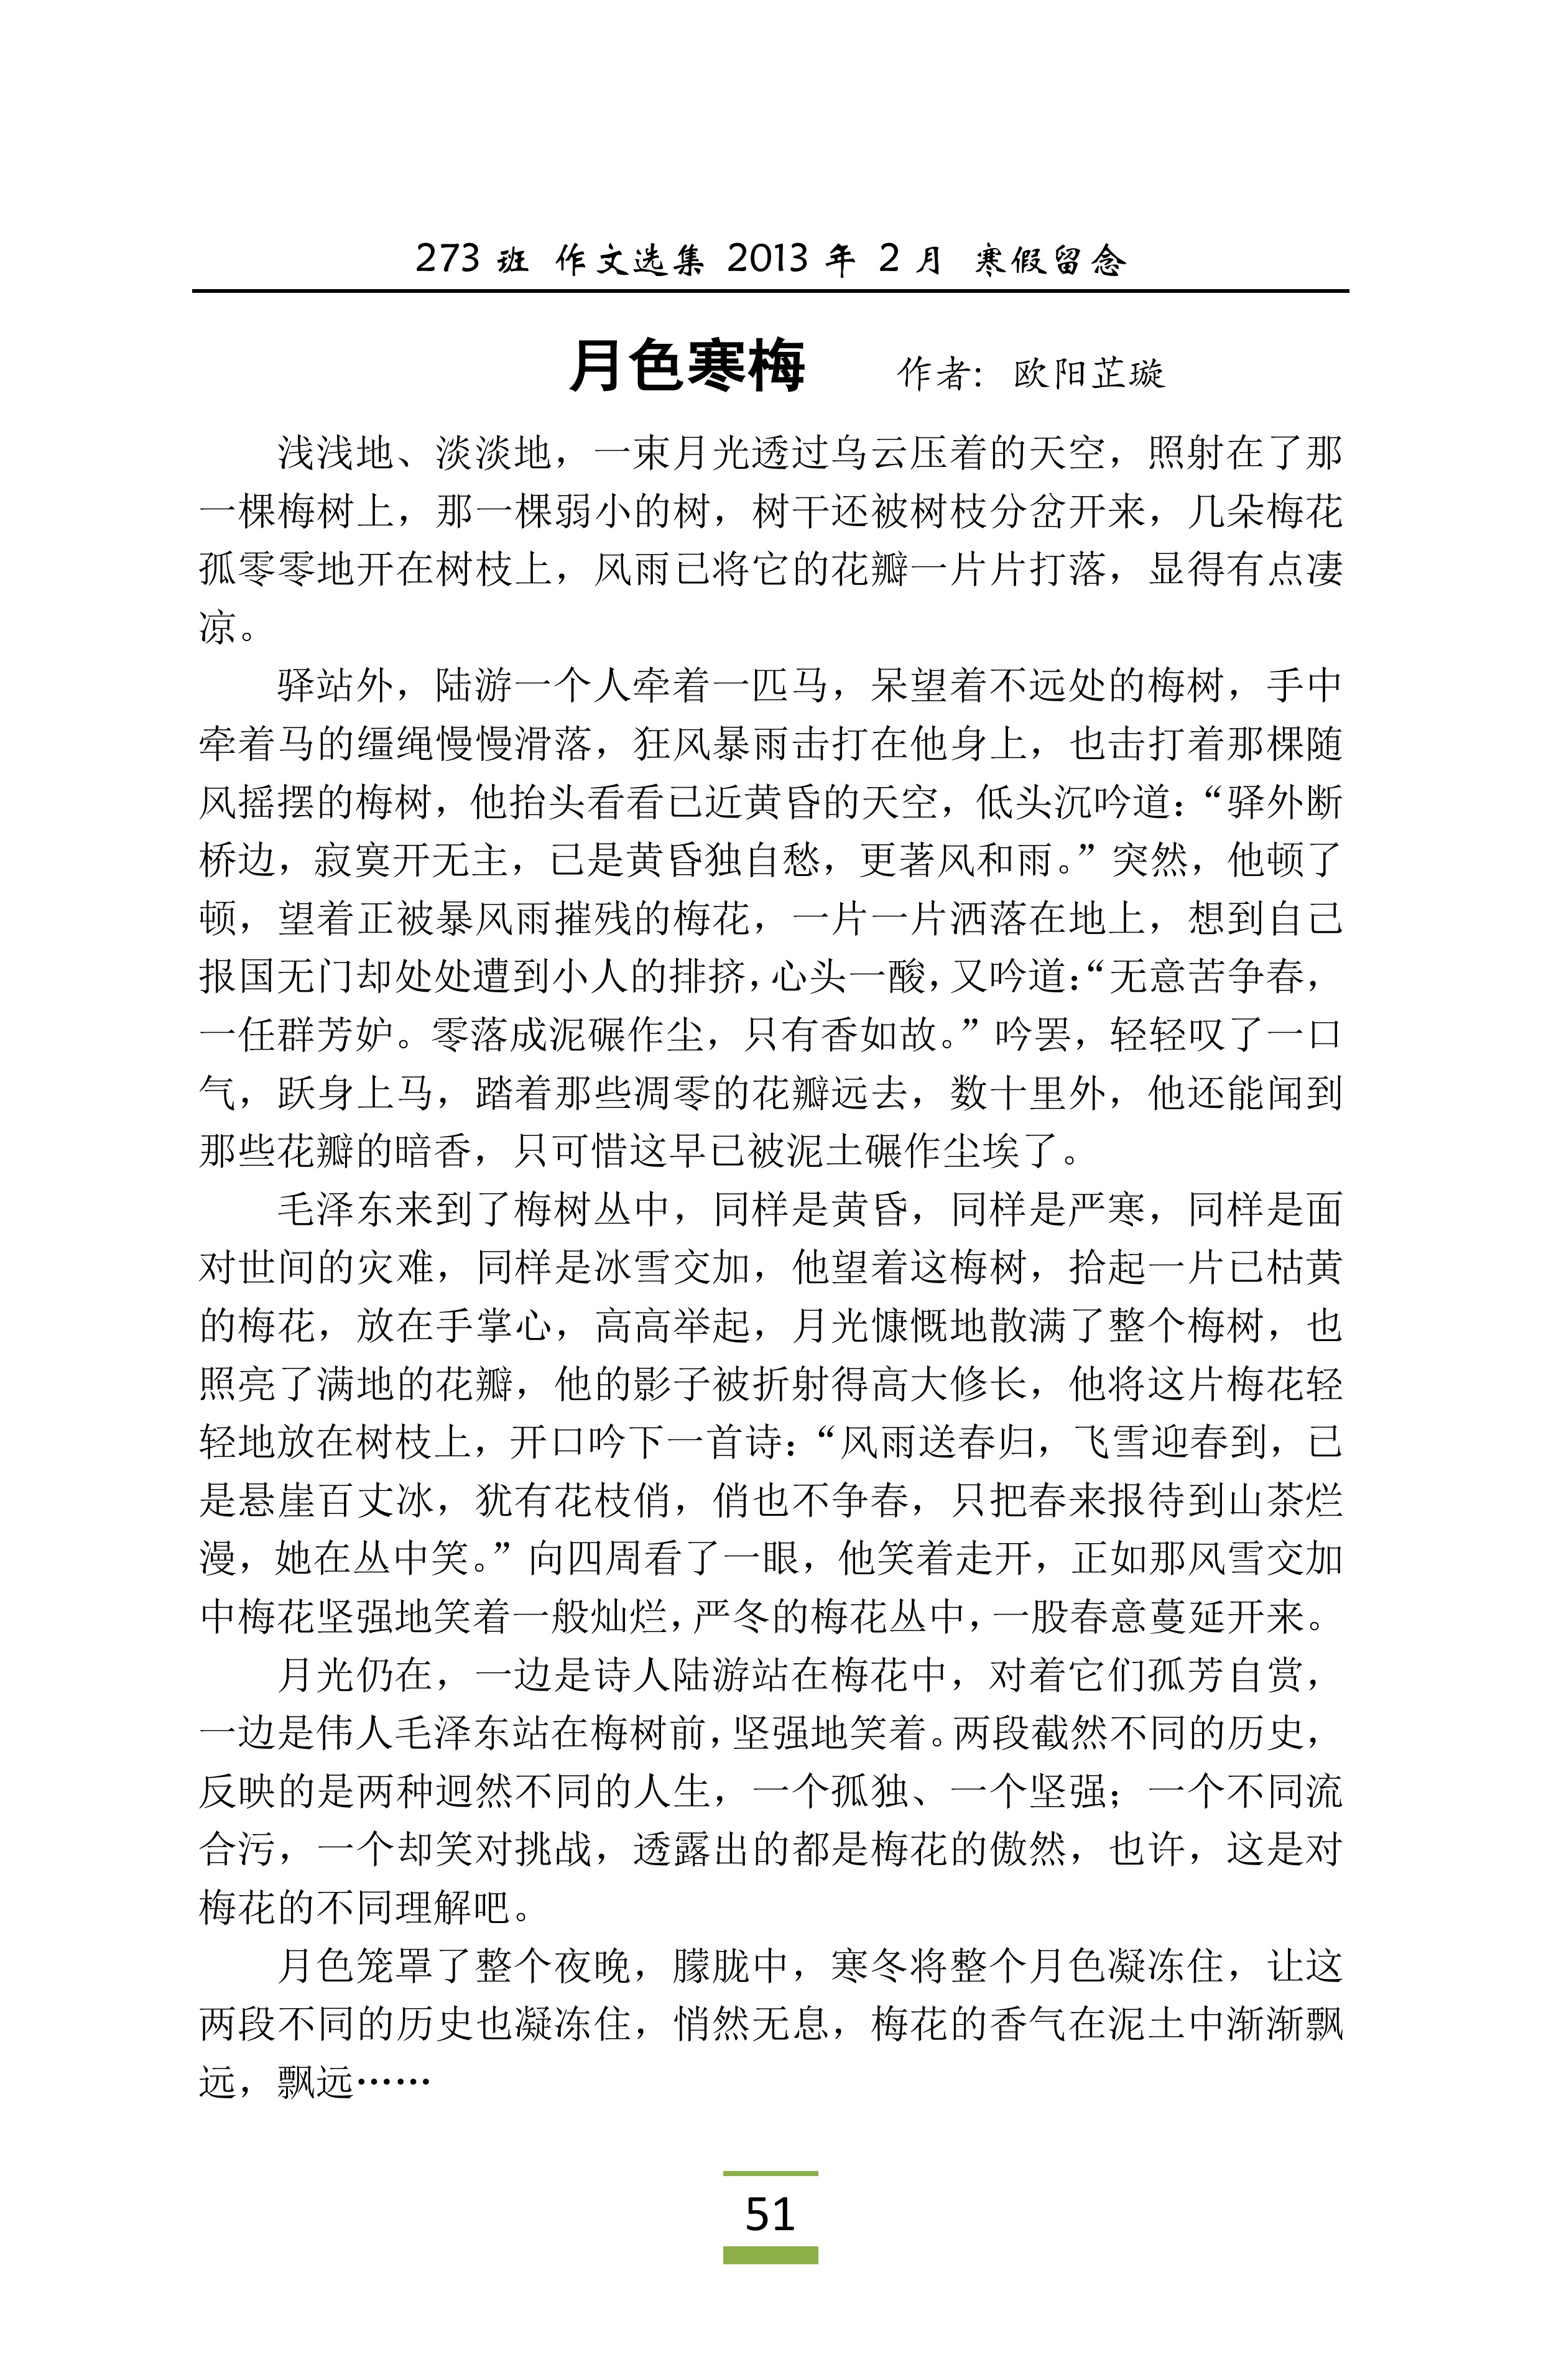 273 班 作文选集 2013 年 2 月 寒假留念
月色寒梅 作者: 欧阳芷璇
浅浅地、淡淡地，一束月光透过乌云压着的天空，照射在了那
一棵梅树上，那一棵弱小的树，树干还被树枝分岔开来，几朵梅花
孤零零地开在树枝上，风雨已将它的花瓣一片片打落，显得有点凄
凉。
驿站外，陆游一个人牵着一匹马，呆望着不远处的梅树，手中
牵着马的缰绳慢慢滑落，狂风暴雨击打在他身上，也击打着那棵随
风摇摆的梅树，他抬头看看已近黄昏的天空，低头沉吟道：“驿外断
桥边，寂寞开无主，已是黄昏独自愁，更著风和雨。”突然，他顿了
顿，望着正被暴风雨摧残的梅花，一片一片洒落在地上，想到自己
报国无门却处处遭到小人的排挤，心头一酸，又吟道：“无意苦争春，
一任群芳妒。零落成泥碾作尘，只有香如故。”吟罢，轻轻叹了一口
气，跃身上马，踏着那些凋零的花瓣远去，数十里外，他还能闻到
那些花瓣的暗香，只可惜这早已被泥土碾作尘埃了。
毛泽东来到了梅树丛中，同样是黄昏，同样是严寒，同样是面
对世间的灾难，同样是冰雪交加，他望着这梅树，拾起一片已枯黄
的梅花，放在手掌心，高高举起，月光慷慨地散满了整个梅树，也
照亮了满地的花瓣，他的影子被折射得高大修长，他将这片梅花轻
轻地放在树枝上，开口吟下一首诗：“风雨送春归，飞雪迎春到，已
是悬崖百丈冰，犹有花枝俏，俏也不争春，只把春来报待到山茶烂
漫，她在丛中笑。”向四周看了一眼，他笑着走开，正如那风雪交加
中梅花坚强地笑着一般灿烂，严冬的梅花丛中，一股春意蔓延开来。
月光仍在，一边是诗人陆游站在梅花中，对着它们孤芳自赏，
一边是伟人毛泽东站在梅树前，坚强地笑着。两段截然不同的历史，
反映的是两种迥然不同的人生，一个孤独、一个坚强；一个不同流
合污，一个却笑对挑战，透露出的都是梅花的傲然，也许，这是对
梅花的不同理解吧。
月色笼罩了整个夜晚，朦胧中，寒冬将整个月色凝冻住，让这
两段不同的历史也凝冻住，悄然无息，梅花的香气在泥土中渐渐飘
远，飘远……
51